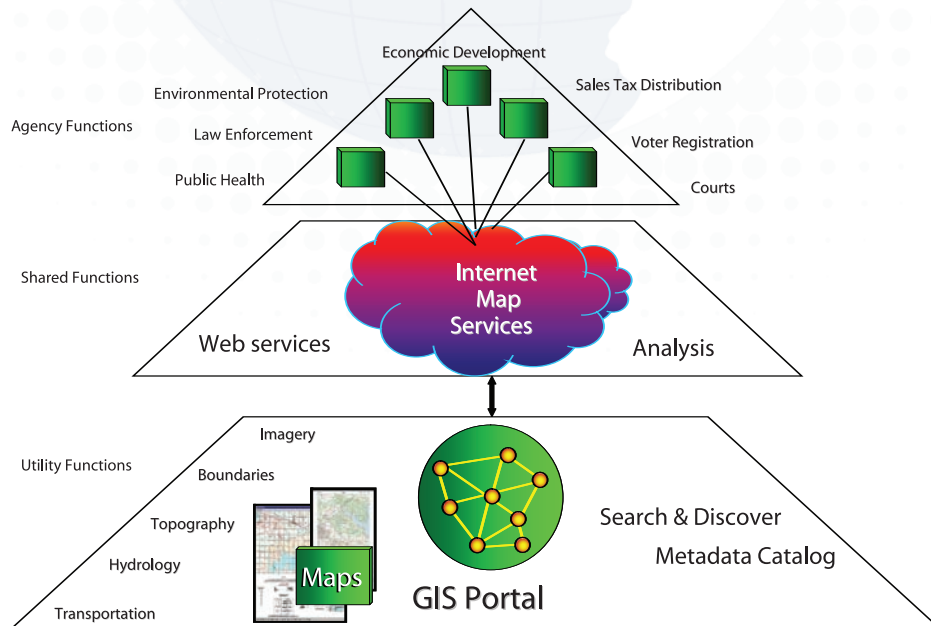 Economic Development
Environmental Protection
Sales Tax Distribution
Agency Functions
Law Enforcement
Voter Registration
Public Health
Courts
Shared Functions
Internet
Map
Services
Web services
Analysis
Utility Functions
Imagery
Boundaries
Topography
Hydrology
Transportation
Maps
GIS Portal
Search & Discover
Metadata Catalog